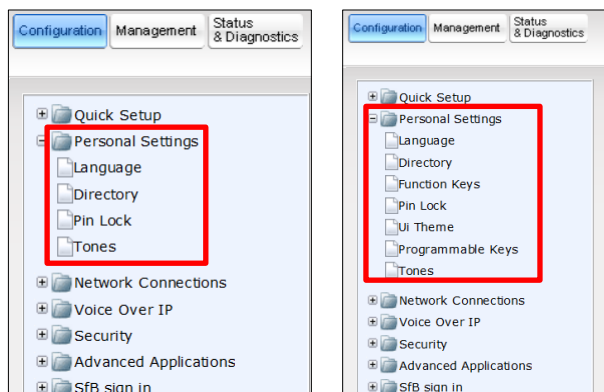 Configuration
Management
Status
& Diagnostics
Quick Setup
Personal Settings
Language
Directory
Pin Lock
Tones
Network Connections
Voice Over IP
Security
Advanced Applications
SfB sign in
Configuration
Management
Status
& Diagnostics
Quick Setup
Personal Settings
Language
Directory
Function Keys
Pin Lock
Ui Theme
Programmable Keys
Tones
Network Connections
Voice Over IP
Security
Advanced Applications
SfB sign in